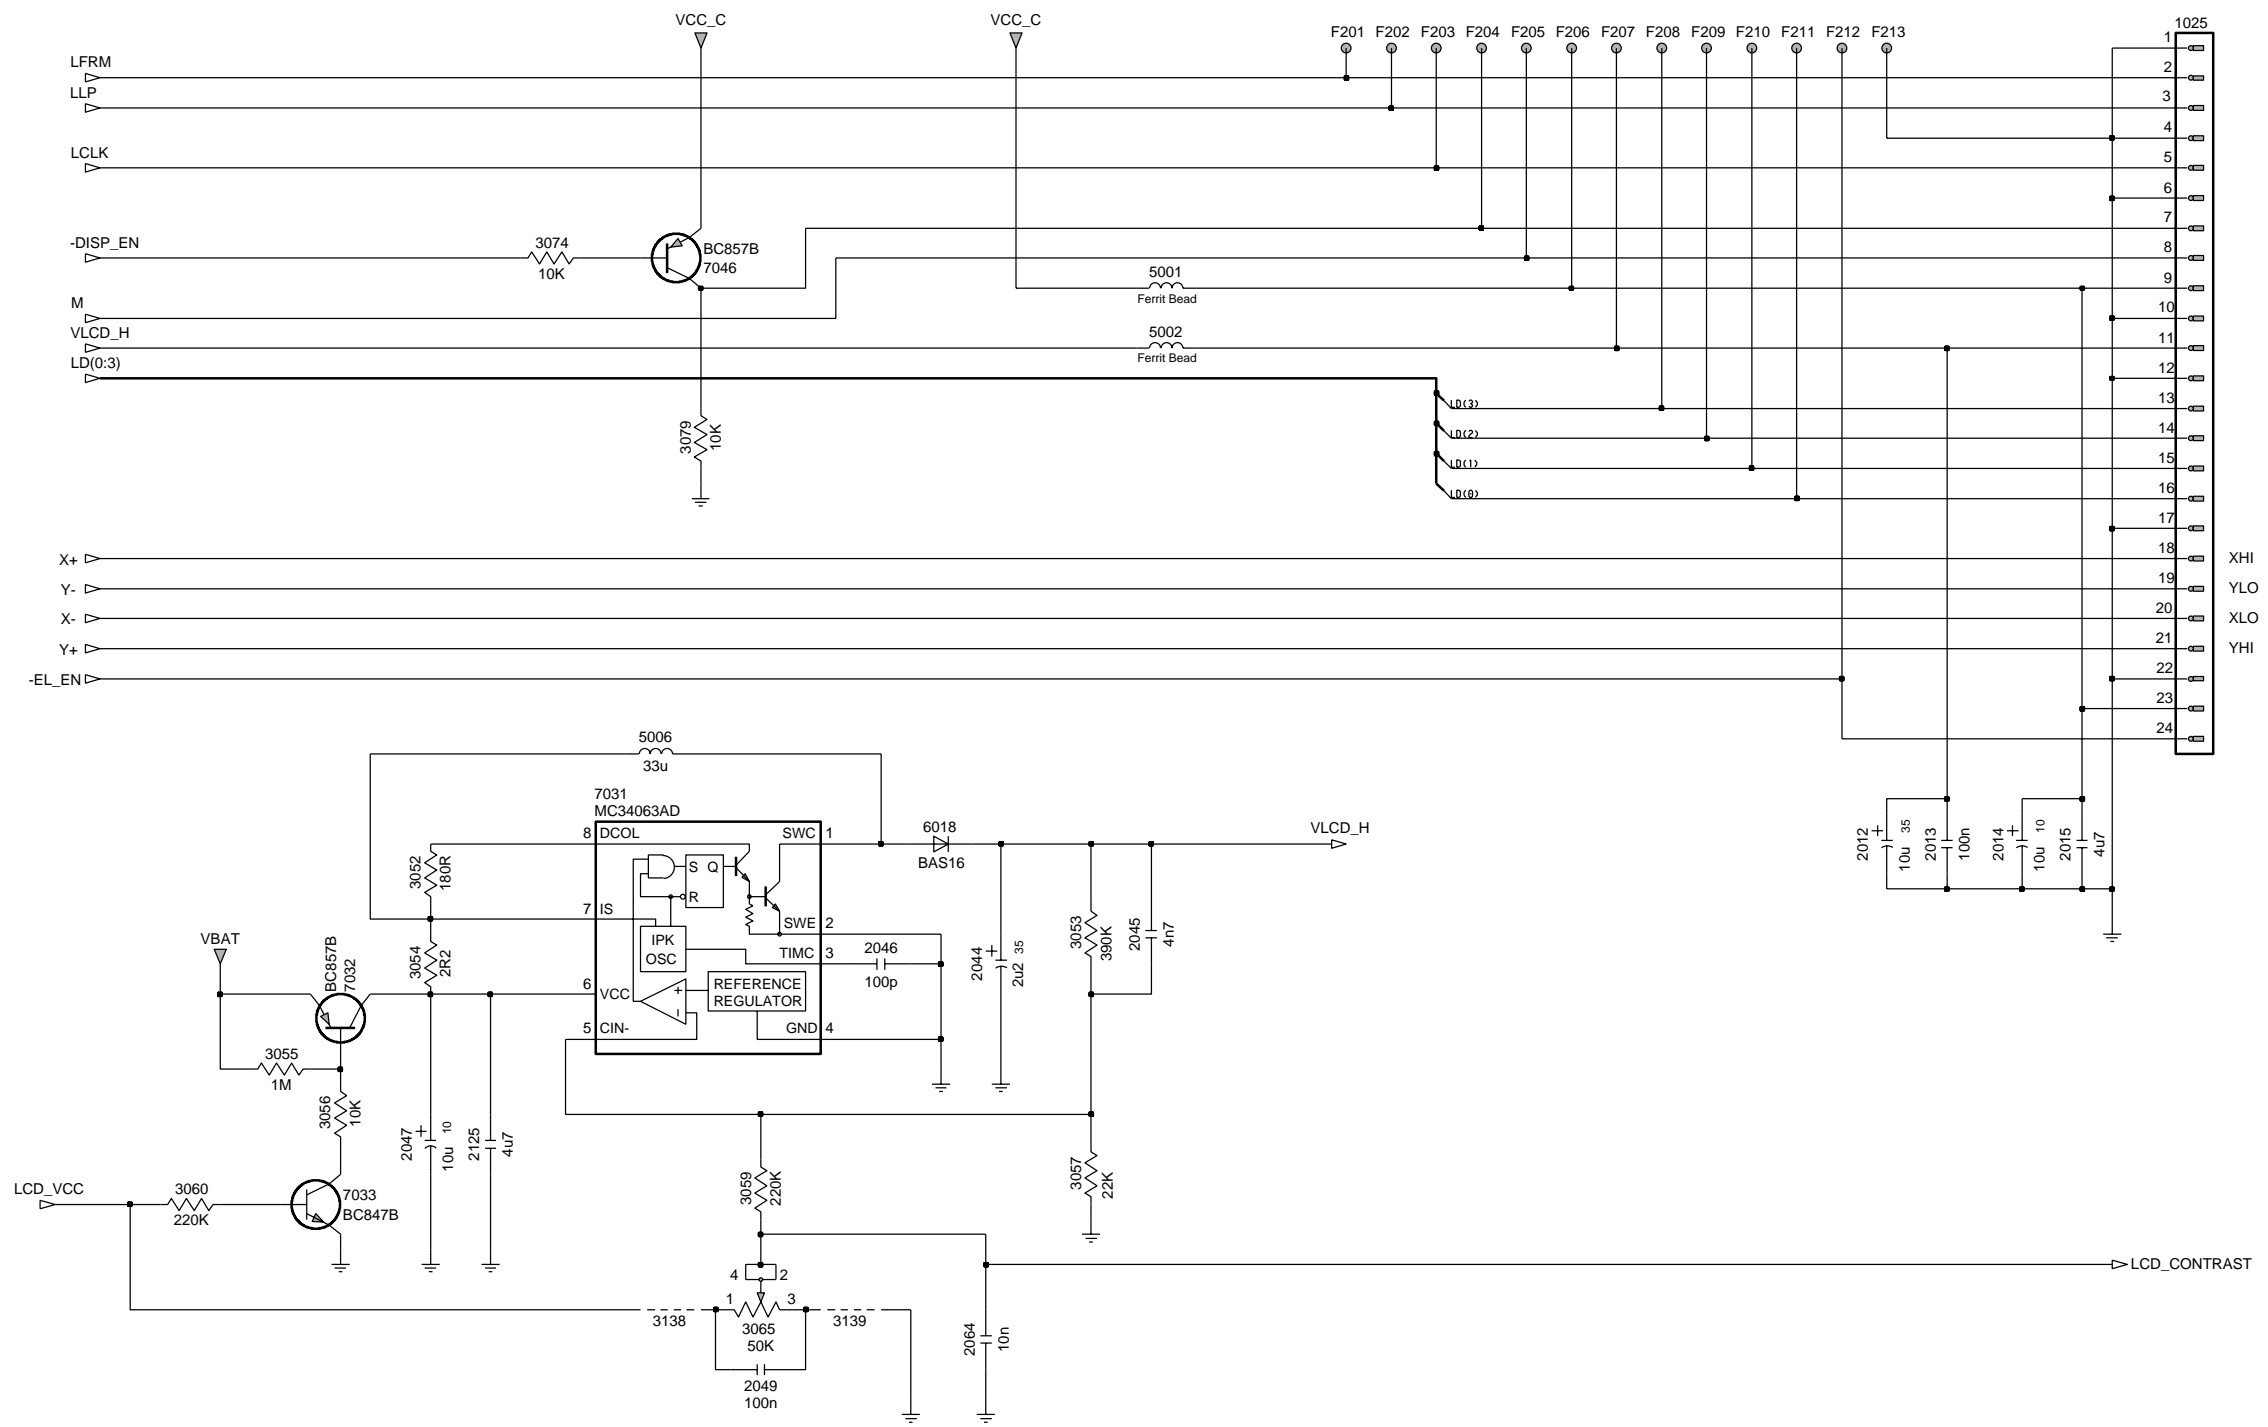 VCC_C
VCC_C
F201 F202 F203 F204 F205 F206 F207 F208 F209 F210 F211 F212 F213
1025
1
LFRM
2
LLP
3
4
LCLK
5
6
7
-DISP_EN
3074
10K
BC857B
7046
8
5001
Ferrit Bead
9
M
10
VLCD_H
5002
Ferrit Bead
11
LD(0:3)
12
LD(3)
13
3079
10K
LD(2)
14
LD(1)
15
LD(0)
16
17
X+
18
XHI
Y-
19
YLO
X-
20
XLO
Y+
21
YHI
-EL_EN
22
23
24
5006
33u
7031
MC34063AD
8 DCOL
SWC 1
6018
BAS16
VLCD_H
2012
+
10u 35
2013
100n
2014
+
10u 10
2015
4u7
3052
180R
S Q
R
7 IS
SWE 2
IPK
OSC
TIMC 3
2046
100p
VBAT
BC857B
7032
3054
2R2
6 VCC
+
-
REFERENCE
REGULATOR
5 CIN-
GND 4
2044
+
2u2 35
3053
390K
2045
4n7
3055
1M
3056
10K
2047
+
10u 10
2125
4u7
3059
220K
3057
22K
LCD_VCC
3060
220K
7033
BC847B
LCD_CONTRAST
4 2
1 3
3138
3065
50K
3139
2049
100n
2064
10n